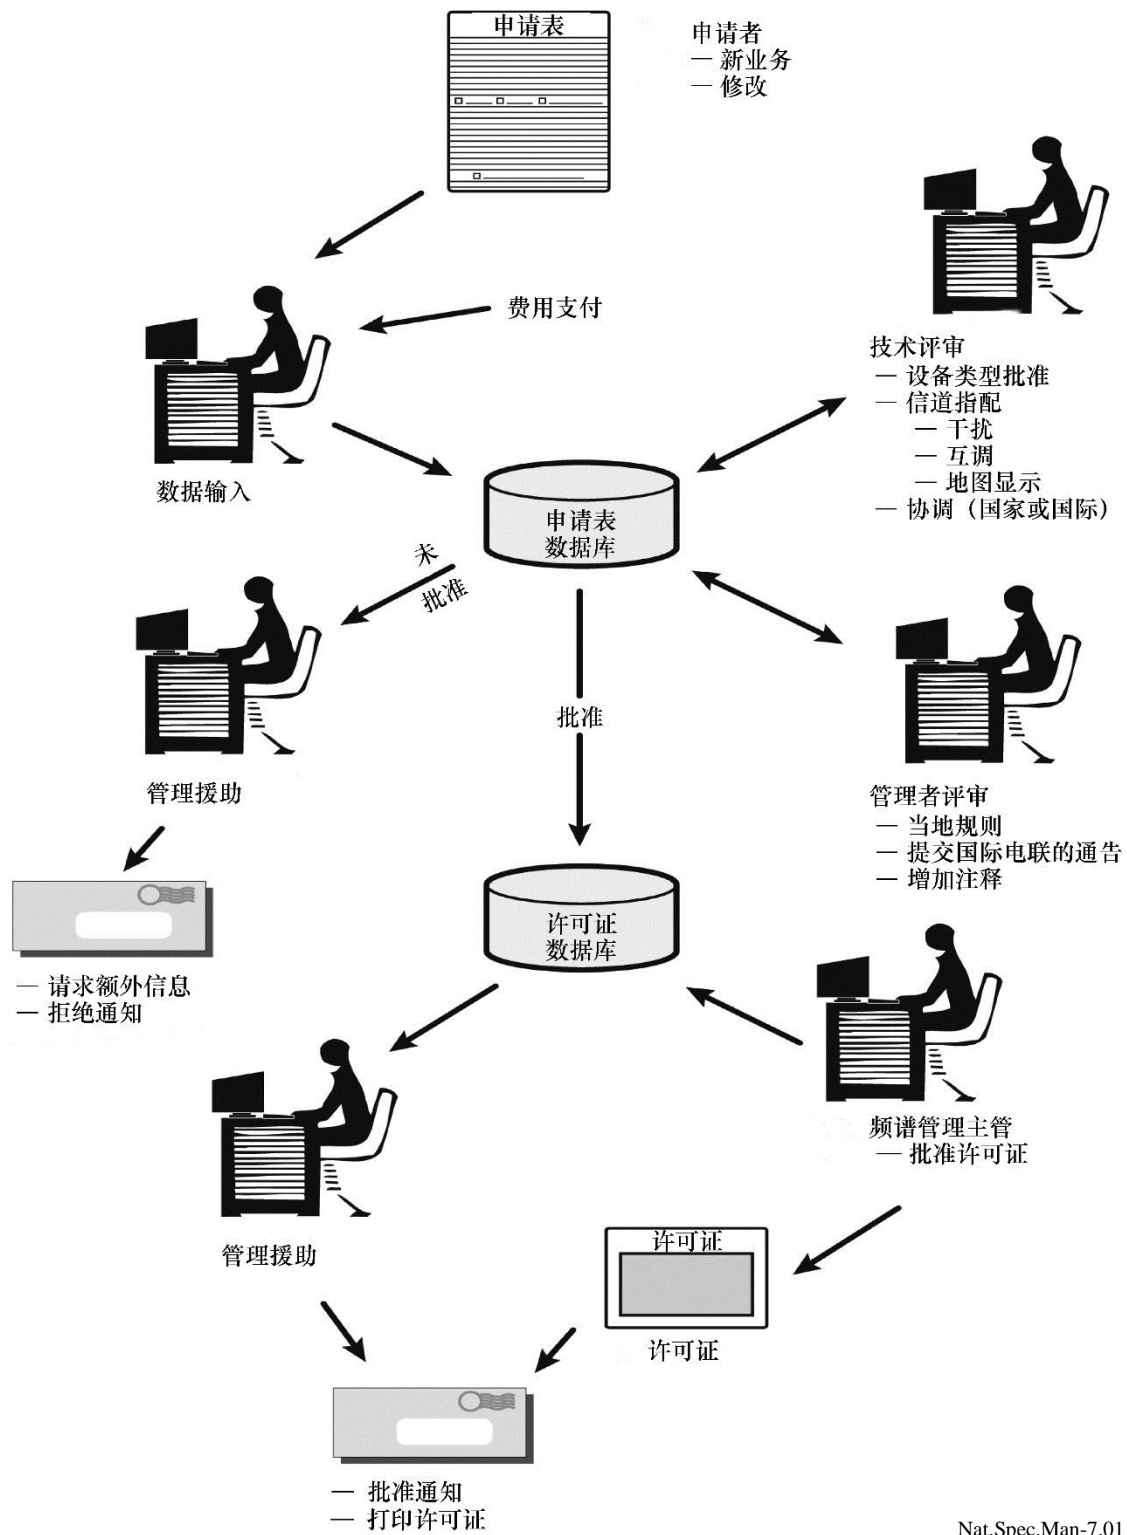 申请表
申请者
— 新业务
— 修改
费用支付
数据输入
技术评审
— 设备类型批准
— 信道指配
— 干扰
— 互调
— 地图显示
— 协调（国家或国际）
申请表
数据库
未
批准
批准
管理援助
管理者评审
— 当地规则
— 提交国际电联的通告
— 增加注释
— 请求额外信息
— 拒绝通知
许可证
数据库
频谱管理主管
— 批准许可证
管理援助
许可证
许可证
— 批准通知
— 打印许可证
Nat.Spec.Man-7.01